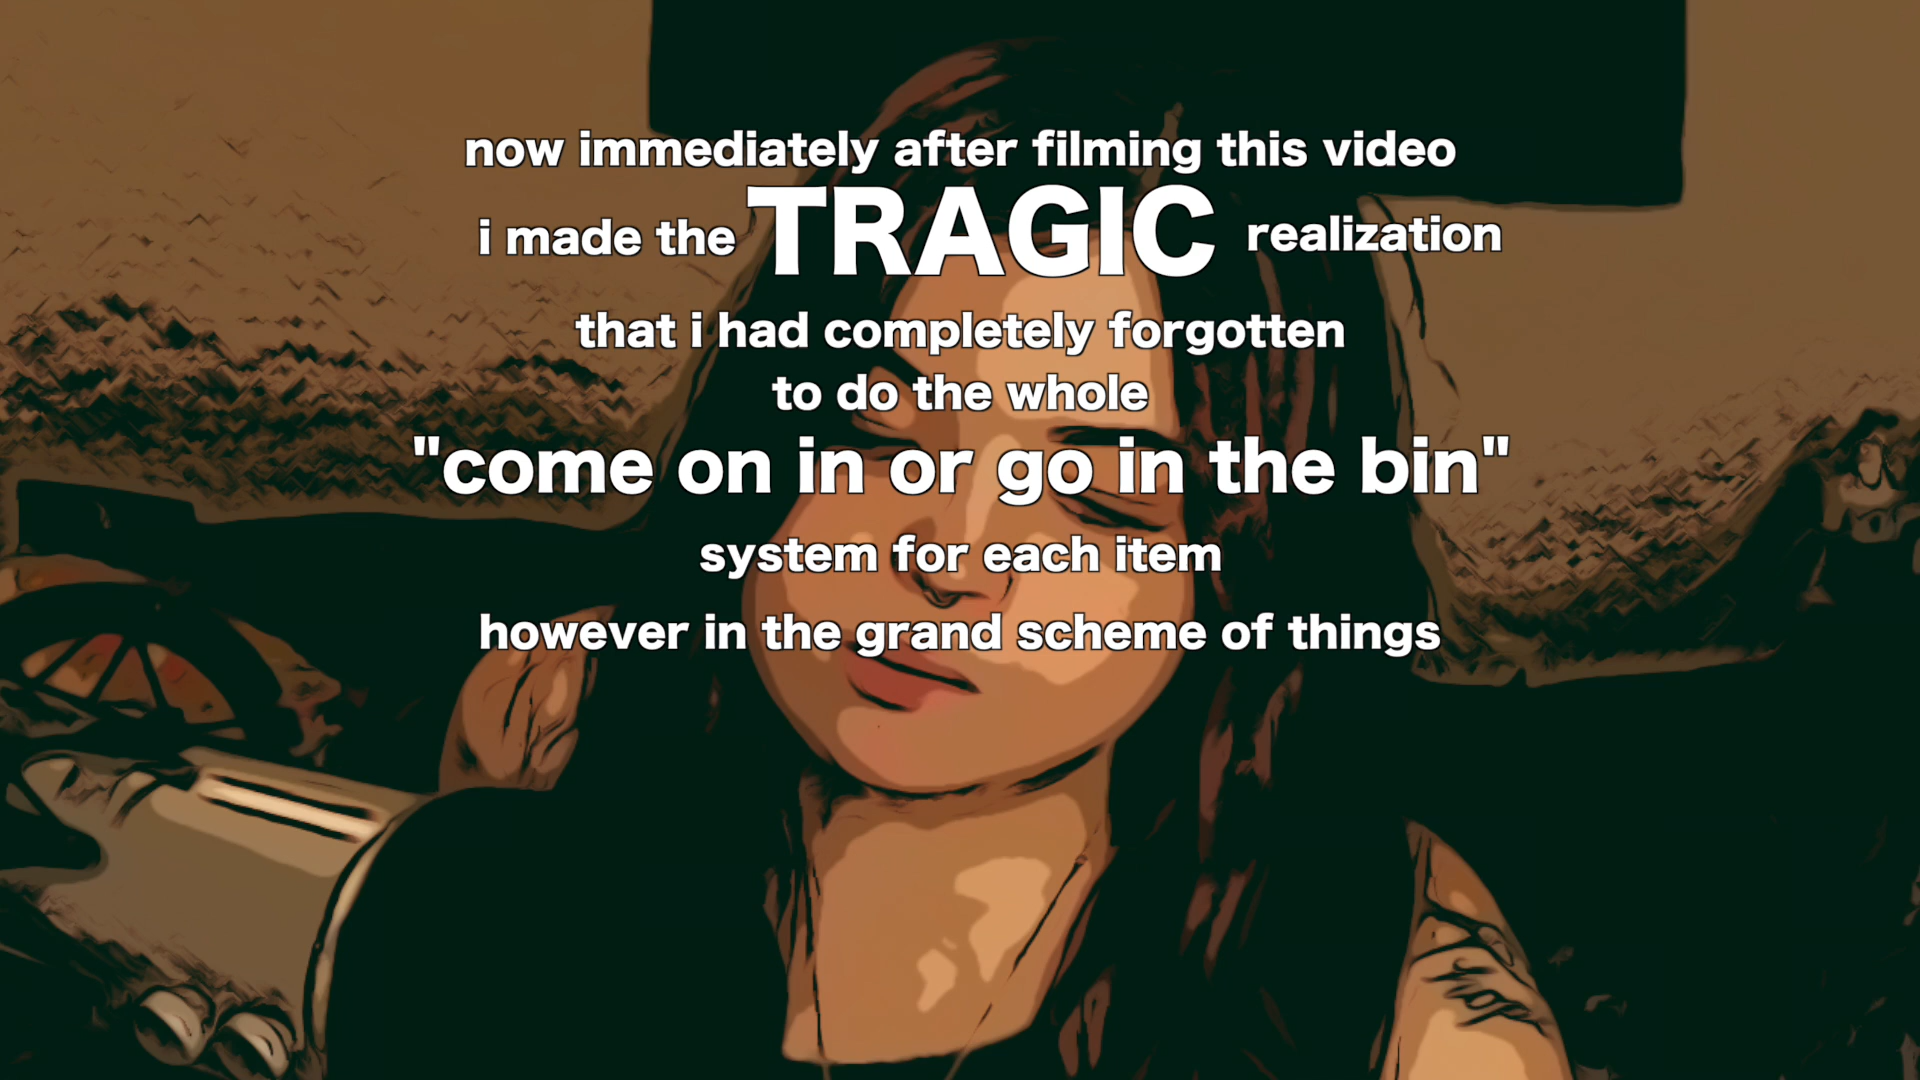 now immediately after filming this video
i made the TRAGIC realization
that i had completely forgotten
to do the whole
"come on in or go in the bin"
system for each item
however in the grand scheme of things